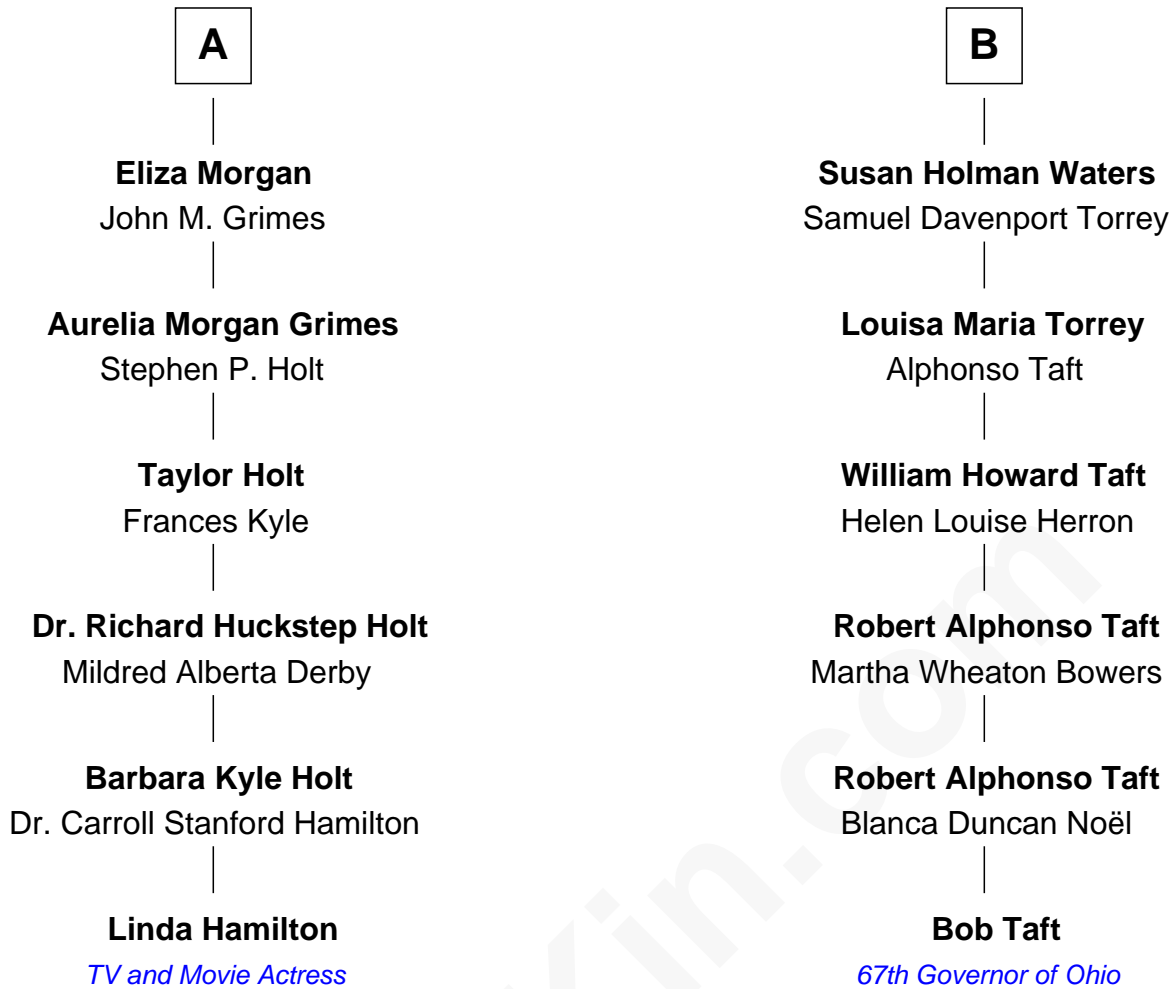 A
Eliza Morgan
John M. Grimes
Aurelia Morgan Grimes
Stephen P. Holt
Taylor Holt
Frances Kyle
Dr. Richard Huckstep Holt
Mildred Alberta Derby
Barbara Kyle Holt
Dr. Carroll Stanford Hamilton
Linda Hamilton
TV and Movie Actress
B
Susan Holman Waters
Samuel Davenport Torrey
Louisa Maria Torrey
Alphonso Taft
William Howard Taft
Helen Louise Herron
Robert Alphonso Taft
Martha Wheaton Bowers
Robert Alphonso Taft
Blanca Duncan Noël
Bob Taft
67th Governor of Ohio
Kin.com